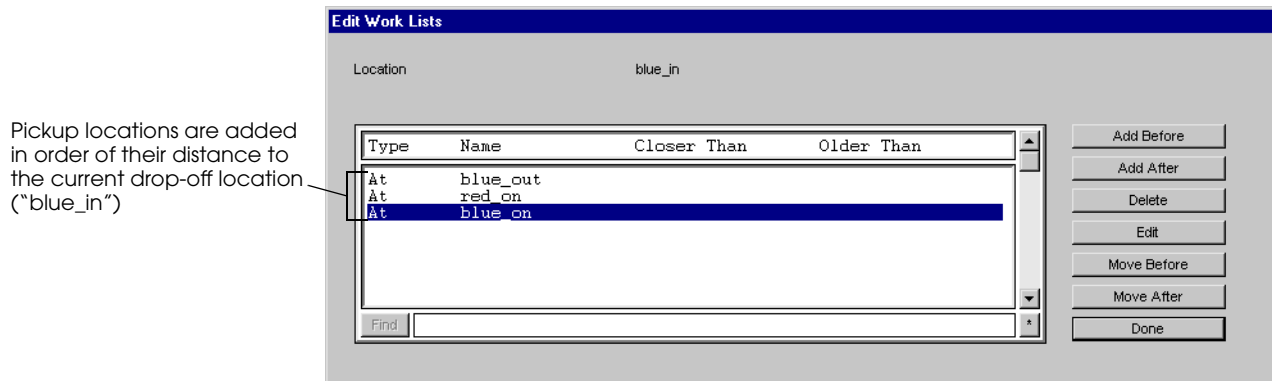 Edit Work Lists
Location blue_in
Pickup locations are added
in order of their distance to
the current drop-off location
("blue_in")
Type Name Closer Than Older Than
At blue_out
At red_on
At blue_on
Find
*
Add Before
Add After
Delete
Edit
Move Before
Move After
Done